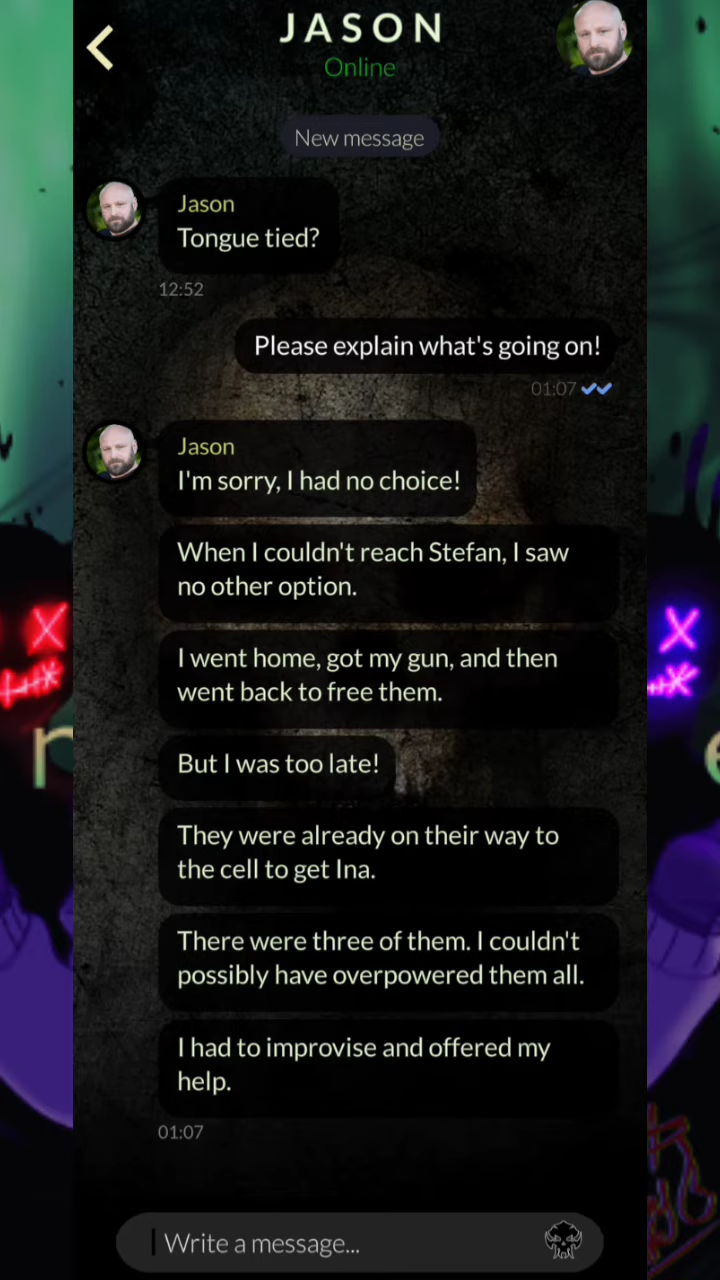 JASON
Online
New message
Jason
Tongue tied?
12:52
Please explain what's going on!
01:07
Jason
I'm sorry, I had no choice!
When I couldn't reach Stefan, I saw
no other option.
I went home, got my gun, and then
went back to free them.
But I was too late!
They were already on their way to
the cell to get Ina.
There were three of them. I couldn't
possibly have overpowered them all.
I had to improvise and offered my
help.
01:07
Write a message...